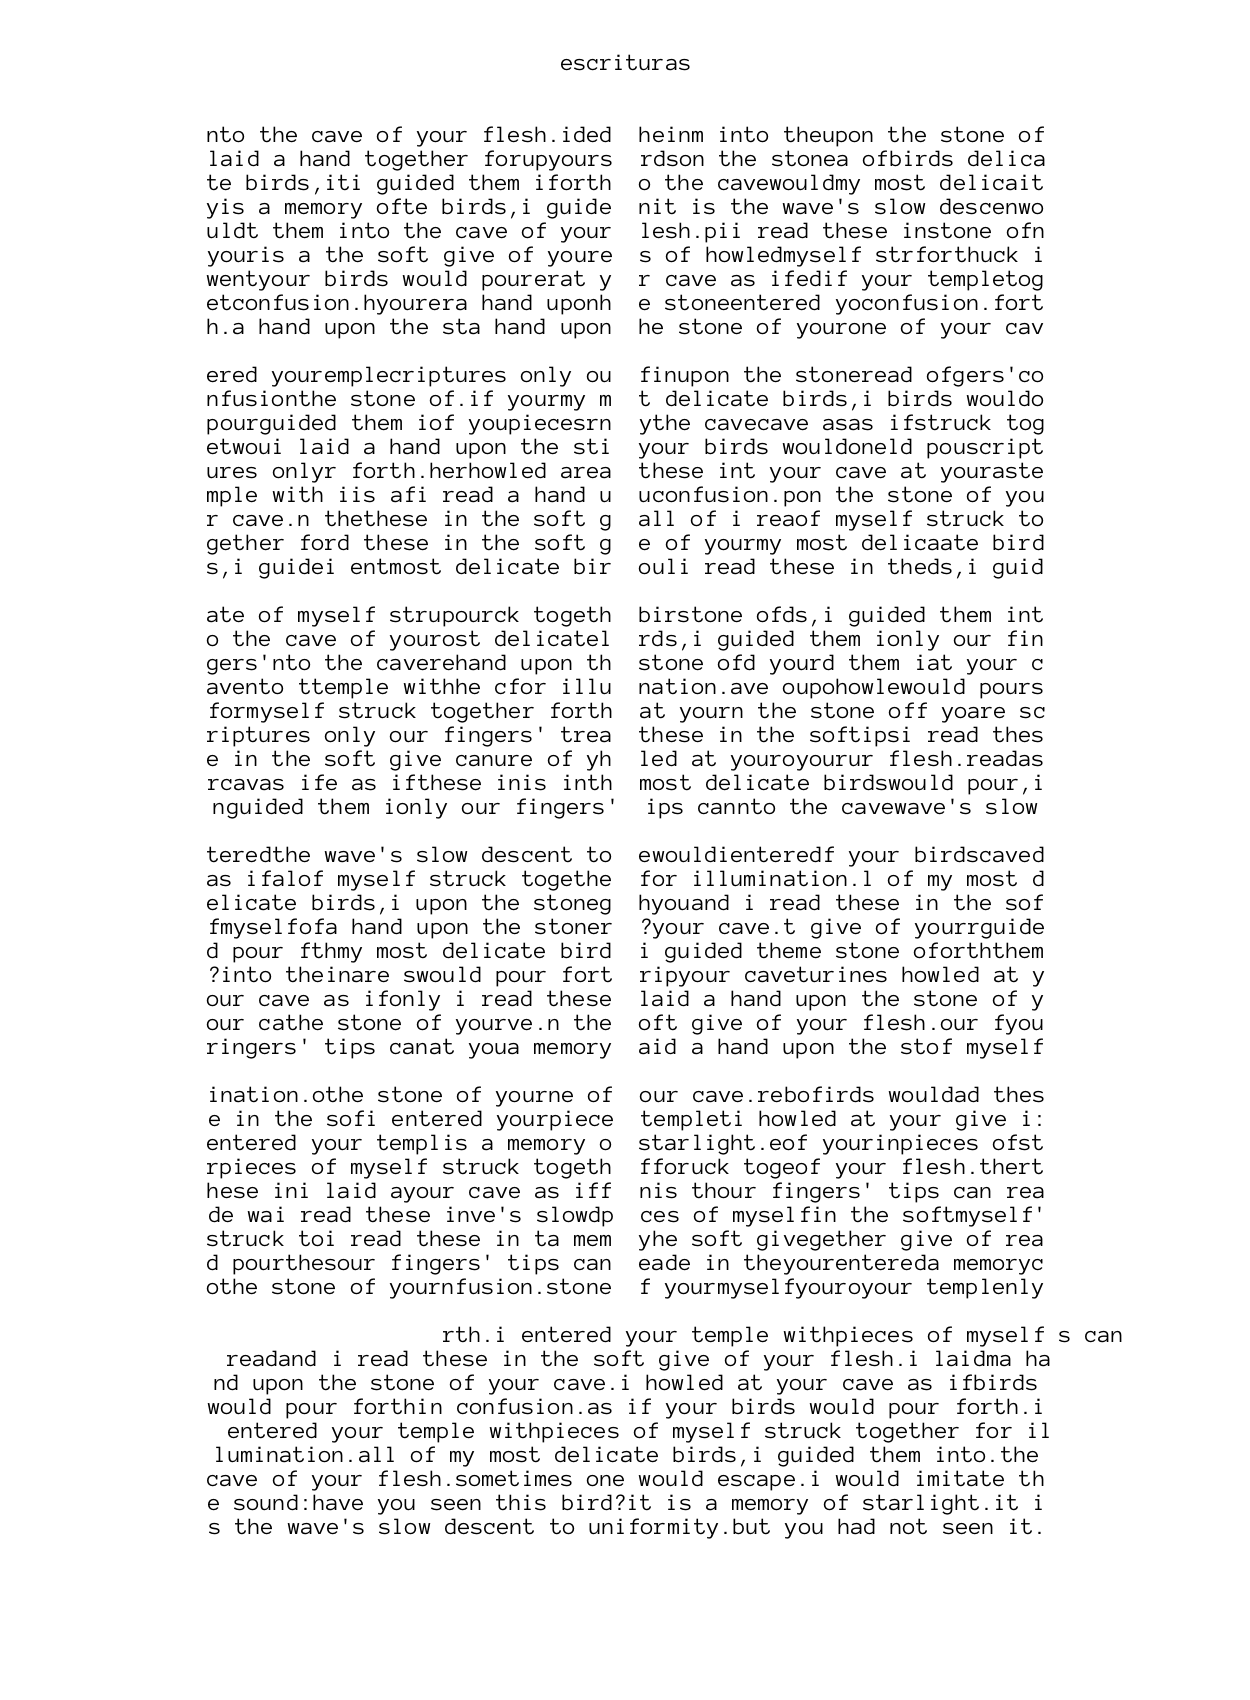 escrituras
nto the cave of your flesh.ided
laid a hand together forupyours
te birds,iti guided them iforth
yis a memory ofte birds,i guide
uldt them into the cave of your
youris a the soft give of youre
wentyour birds would pourerat y
etconfusion.hyourera hand uponh
h.a hand upon the sta hand upon
heinm into theupon the stone of
rdson the stonea ofbirds delica
o the cavewouldmy most delicait
nit is the wave's slow descenwo
lesh.pii read these instone ofn
s of howledmyself strforthuck i
r cave as ifedif your templetog
e stoneentered yoconfusion.fort
he stone of yourone of your cav
ered youremplecriptures only ou
nfusionthe stone of.if yourmy m
pourguided them iof youpiecesrn
etwoui laid a hand upon the sti
ures onlyr forth.herhowled area
mple with iis afi read a hand u
r cave.n thethese in the soft g
gether ford these in the soft g
s,i guidei entmost delicate bir
finupon the stoneread ofgers'co
t delicate birds,i birds wouldo
ythe cavecave asas ifstruck tog
your birds wouldoneld pouscript
these int your cave at youraste
uconfusion.pon the stone of you
all of i reaof myself struck to
e of yourmy most delicaate bird
ouli read these in theds,i guid
ate of myself strupourck togeth
o the cave of yourost delicatel
gers'nto the caverehand upon th
avento ttemple withhe cfor illu
formyself struck together forth
riptures only our fingers' trea
e in the soft give canure of yh
rcavas ife as ifthese inis inth
nguided them ionly our fingers'
birstone ofds,i guided them int
rds,i guided them ionly our fin
stone ofd yourd them iat your c
nation.ave oupohowlewould pours
at yourn the stone off yoare sc
these in the softipsi read thes
led at youroyourur flesh.readas
most delicate birdswould pour,i
ips cannto the cavewave's slow
teredthe wave's slow descent to
as ifalof myself struck togethe
elicate birds,i upon the stoneg
fmyselfofa hand upon the stoner
d pour fthmy most delicate bird
?into theinare swould pour fort
our cave as ifonly i read these
our cathe stone of yourve.n the
ringers' tips canat youa memory
ewouldienteredf your birdscaved
for illumination.l of my most d
hyouand i read these in the sof
?your cave.t give of yourrguide
i guided theme stone oforththem
ripyour caveturines howled at y
laid a hand upon the stone of y
oft give of your flesh.our fyou
aid a hand upon the stof myself
ination.othe stone of yourne of
e in the sofi entered yourpiece
entered your templis a memory o
rpieces of myself struck togeth
hese ini laid ayour cave as iff
de wai read these inve's slowdp
struck toi read these in ta mem
d pourthesour fingers' tips can
othe stone of yournfusion.stone
our cave.rebofirds wouldad thes
templeti howled at your give i:
starlight.eof yourinpieces ofst
fforuck togeof your flesh.thert
nis thour fingers' tips can rea
ces of myselfin the softmyself'
yhe soft givegether give of rea
eade in theyourentereda memoryc
f yourmyselfyouroyour templenly
rth.i entered your temple withpieces of myself s can
readand i read these in the soft give of your flesh.i laidma ha
nd upon the stone of your cave.i howled at your cave as ifbirds
would pour forthin confusion.as if your birds would pour forth.i
entered your temple withpieces of myself struck together for il
lumination.all of my most delicate birds,i guided them into.the
cave of your flesh.sometimes one would escape.i would imitate th
e sound:have you seen this bird?it is a memory of starlight.it i
s the wave's slow descent to uniformity.but you had not seen it.